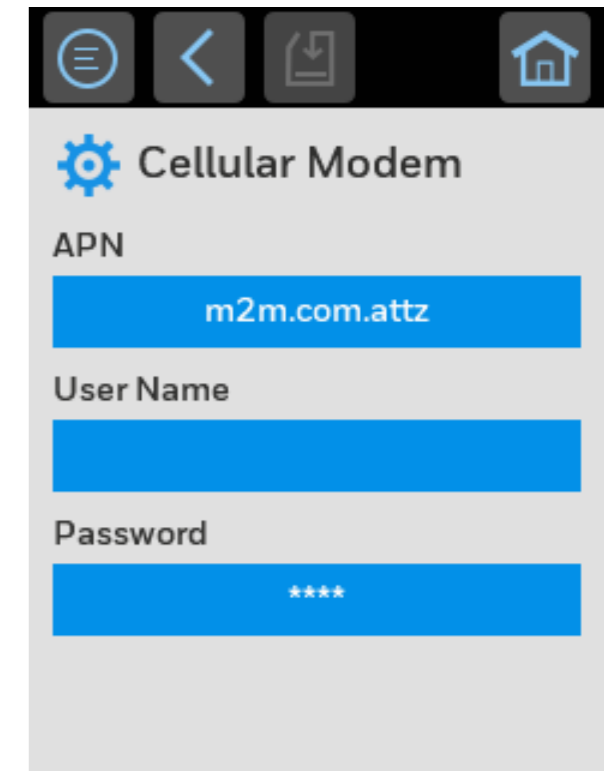 Cellular Modem
APN
m2m.com.attz
User Name
Password
****